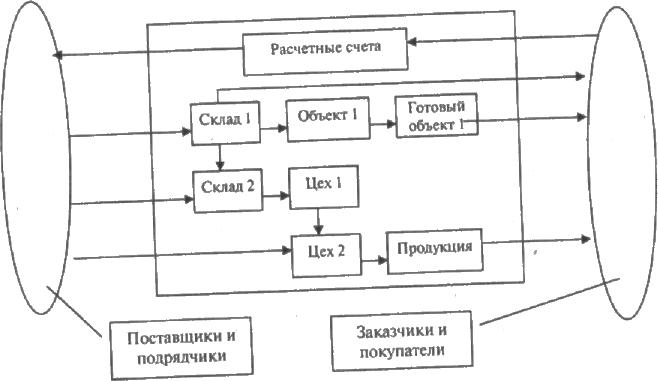 Расчетные счета
Склад 1
Объект 1
Готовый
объект 1
Склад 2
Цех 1
Цех 2
Продукция
Поставщики и
подрядчики
Заказчики и
покупатели